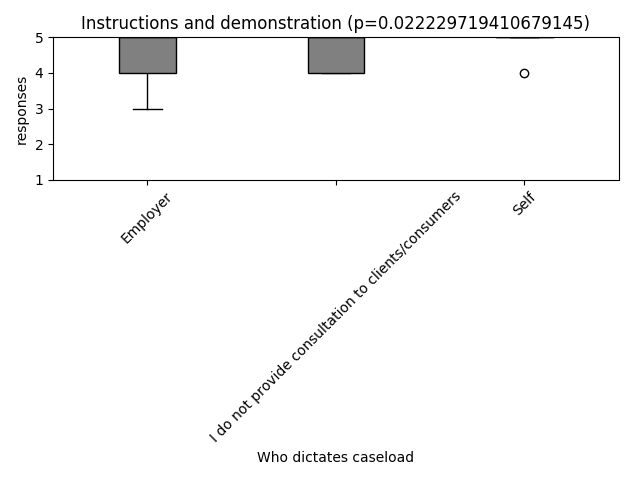 Instructions and demonstration (p=0.022229719410679145)
responses
5
4
3
2
1
Employer
I do not provide consultation to clients/consumers
Self
Who dictates caseload